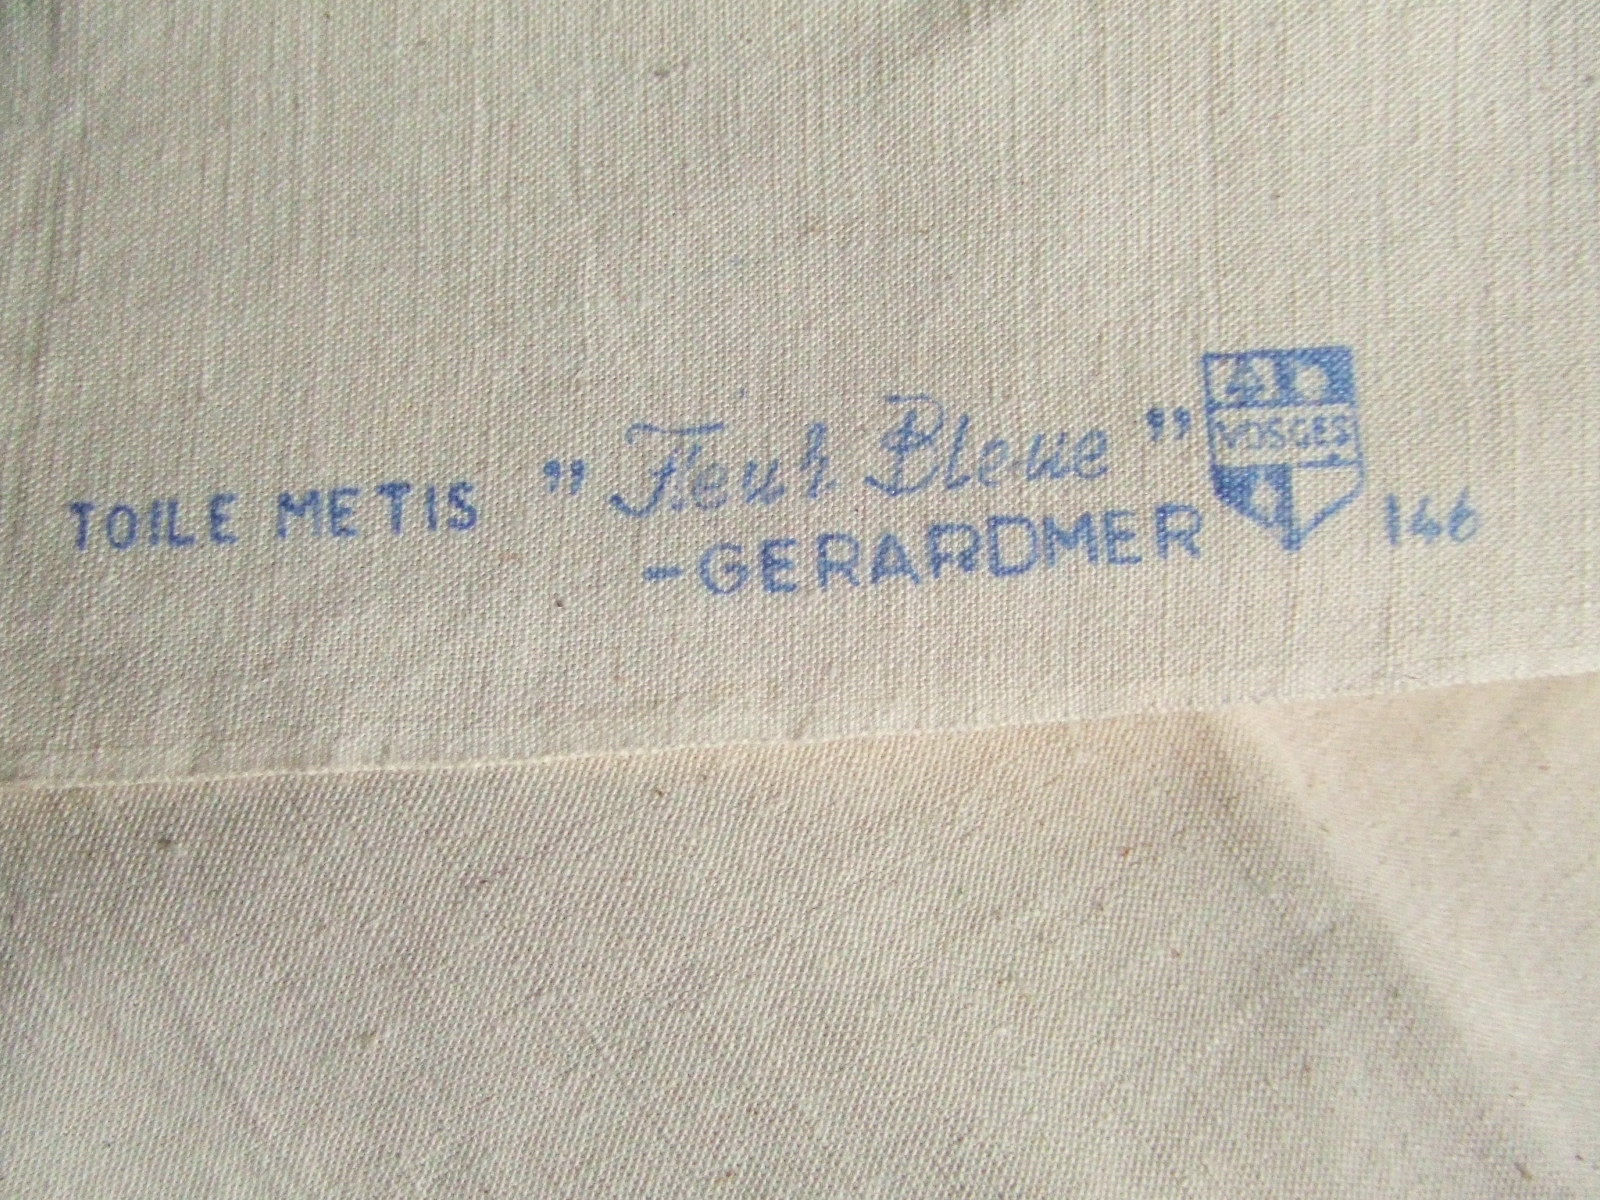 TOILE METIS " Fleur Bleue "
-GERARDMER
VOSGES
146